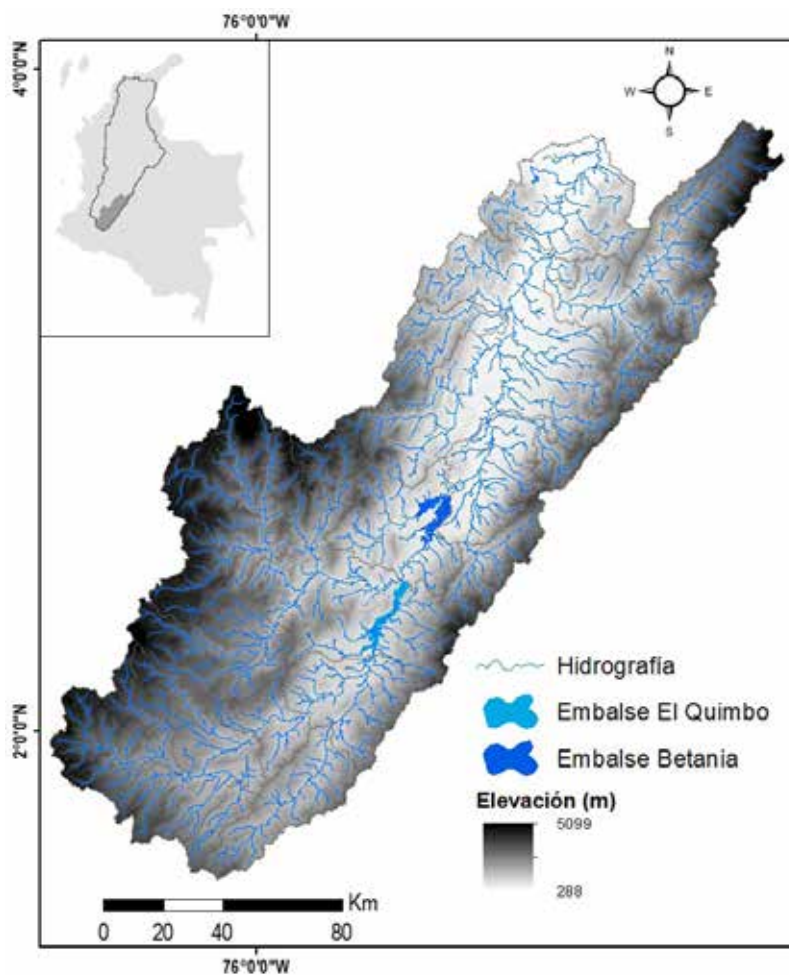 76°0'0"W
4°0'0"N
N
W
E
S
2°0'0"N
Hidrografía
Embalse El Quimbo
Embalse Betania
Elevación (m)
5099
288
Km
0 20 40 80
76°0'0"W